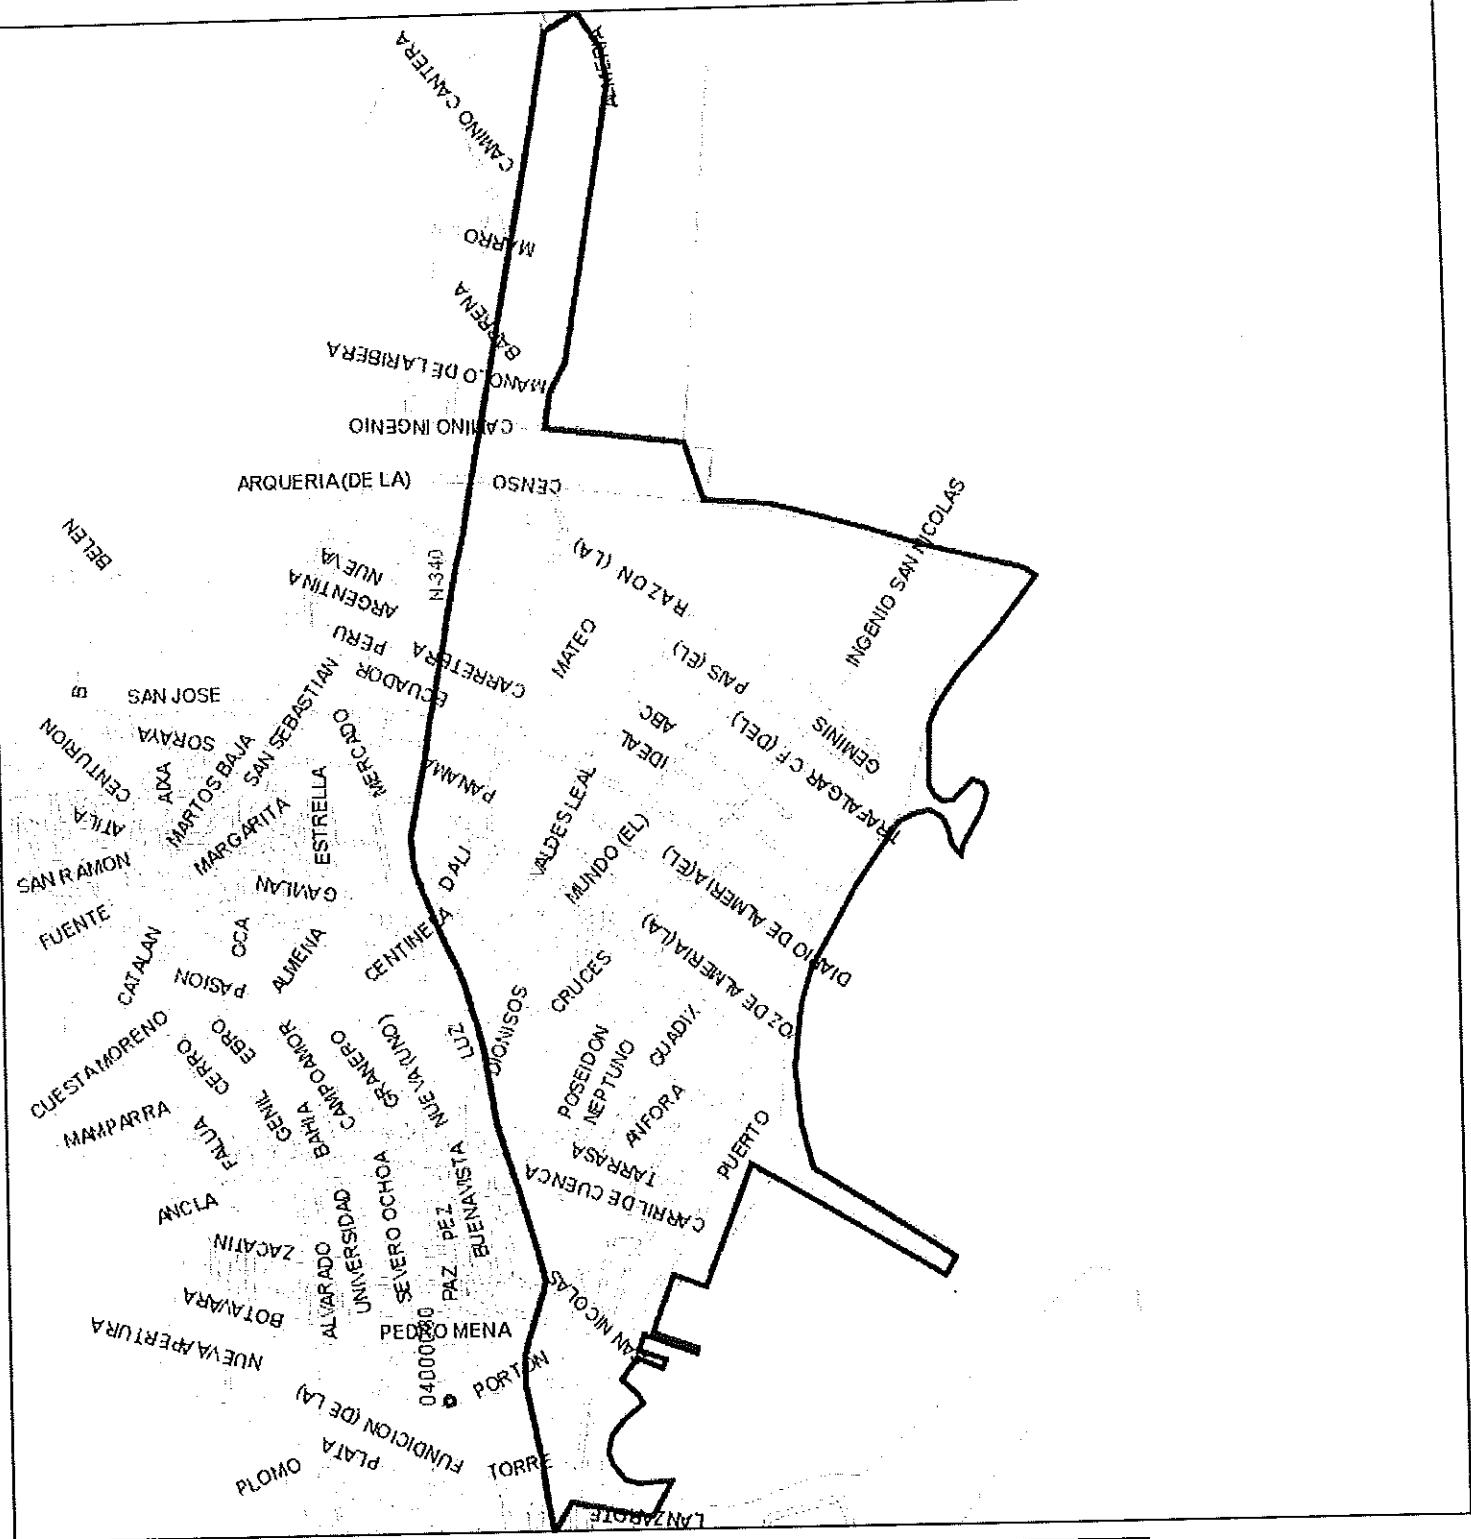 ALMERIA
CAMINO CANTERA
MARRO
BARRENA
MANOLO DE LA RIBERA
CAMINO INGENIO
ARQUERIA (DE LA)
CENSO
INGENIO SAN NICOLAS
BELEN
NUEVA
ARGENTINA
N-340
RAZON (LA)
PERU
CARRETERA
ECUADOR
MATEO
PAIS (EL)
SAN JOSE
SAN SEBASTIAN
SORAYA
CENTURION
AIXA
MARTOS BAJA
MERCADO
PANAMA
ABC
IDEAL
TRAFALGAR C F (DEL)
GEMINIS
ATILA
MARGARITA
ESTRELLA
VALDES LEAL
MUNDO (EL)
SAN RAMON
GAVILAN
DALI
DIARIO DE ALMERIA (EL)
FUENTE
OCA
CATALAN
PASION
ALMENA
CENTINELA
CRUCES
VOZ DE ALMERIA (LA)
CUESTA MORENO
CERRO
EBRO
CAMPOAMOR
GRANERO
NUEVA (UNO)
LUZ
DIONISOS
POSEIDON
NEPTUNO
GUADIX
MAMPARRA
FALUA
GENIL
BAHIA
ANFORA
TARRASA
PUERTO
CARRIL DE CUENCA
ANCLA
ZACATIN
ALVARADO
UNIVERSIDAD
SEVERO OCHOA
PAZ
PEZ
BUENAVISTA
BOTAVARA
SAN NICOLAS
NUEVA APERTURA
PEDRO MENA
PORTON
FUNDICION (DE LA)
PLATA
PLOMO
TORRE
LANZAROTE